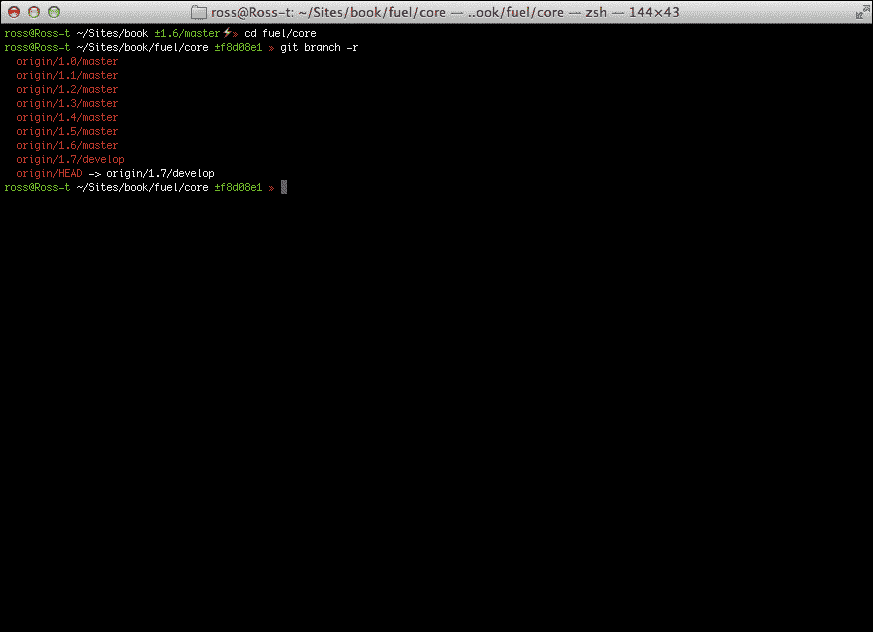 ross@Ross-t: ~/Sites/book/fuel/core — ..ook/fuel/core — zsh — 144×43
ross@Ross-t ~/Sites/book ±1.6/master⚡» cd fuel/core
ross@Ross-t ~/Sites/book/fuel/core ±f8d08e1 » git branch -r
  origin/1.0/master
  origin/1.1/master
  origin/1.2/master
  origin/1.3/master
  origin/1.4/master
  origin/1.5/master
  origin/1.6/master
  origin/1.7/develop
  origin/HEAD -> origin/1.7/develop
ross@Ross-t ~/Sites/book/fuel/core ±f8d08e1 »